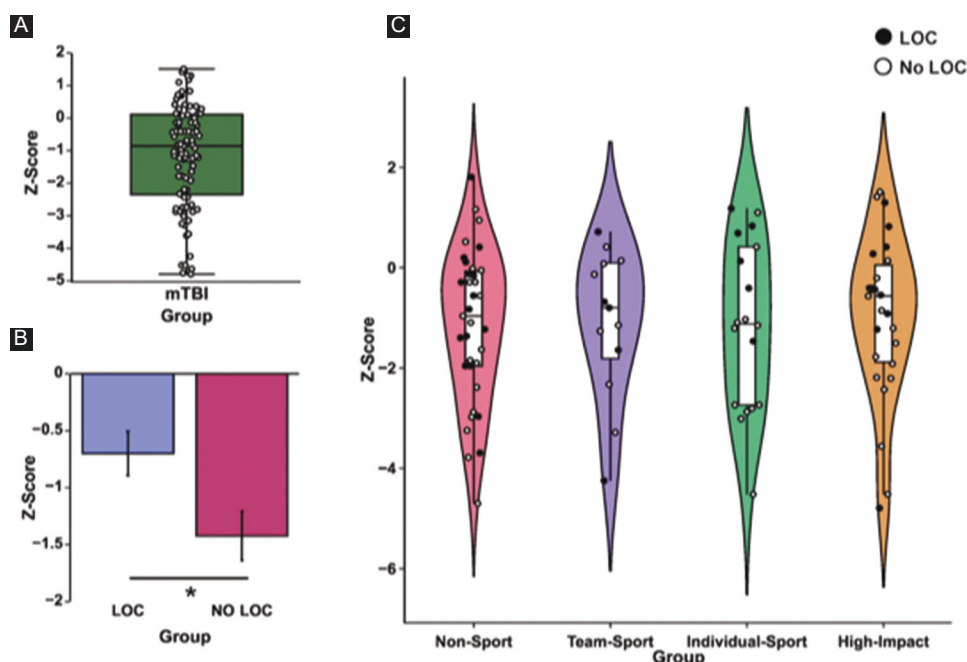 A
2
1
0
−1
−2
−3
−4
−5
Z-Score
mTBI
Group
B
0
−0.5
−1
−1.5
−2
Z-Score
*
LOC NO LOC
Group
C
LOC
No LOC
2
0
−2
−4
−6
Z-Score
Non-Sport Team-Sport Individual-Sport High-Impact
Group